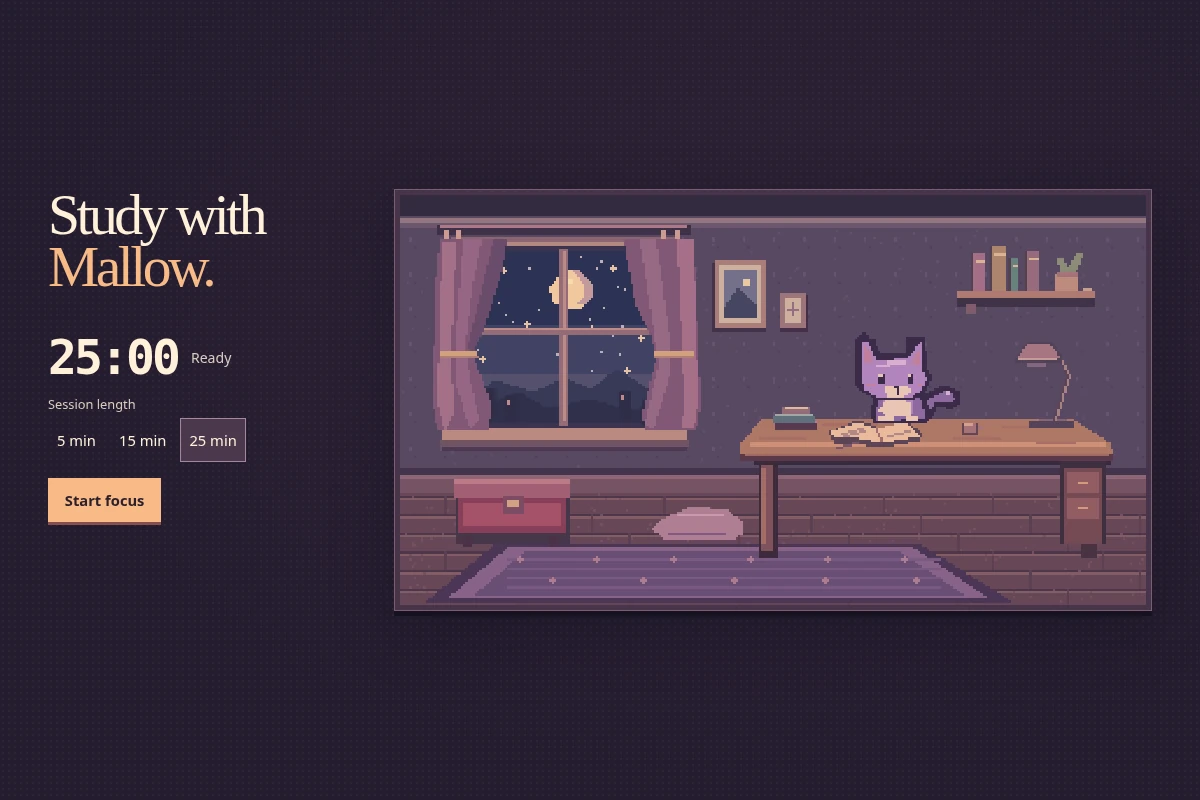 Study with
Mallow.
25:00 Ready
Session length
5 min 15 min 25 min
Start focus